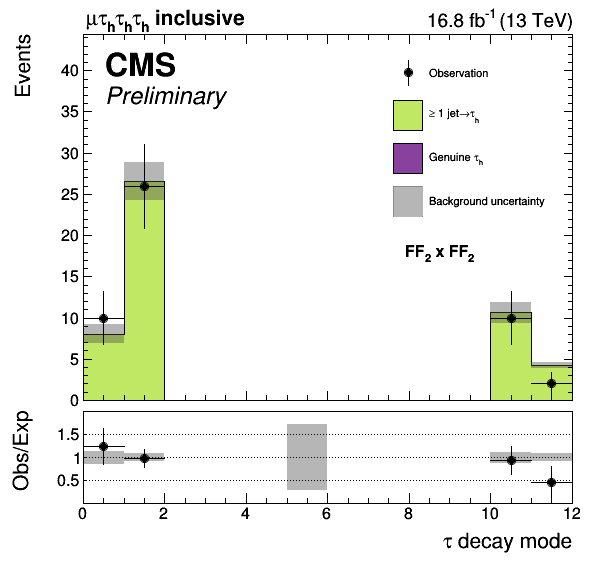 μτhτhτh inclusive
16.8 fb⁻¹ (13 TeV)
Events
CMS
Preliminary
Observation
≥ 1 jet→τh
Genuine τh
Background uncertainty
FF2 x FF2
40
35
30
25
20
15
10
5
0
Obs/Exp
1.5
1
0.5
0 2 4 6 8 10 12
τ decay mode